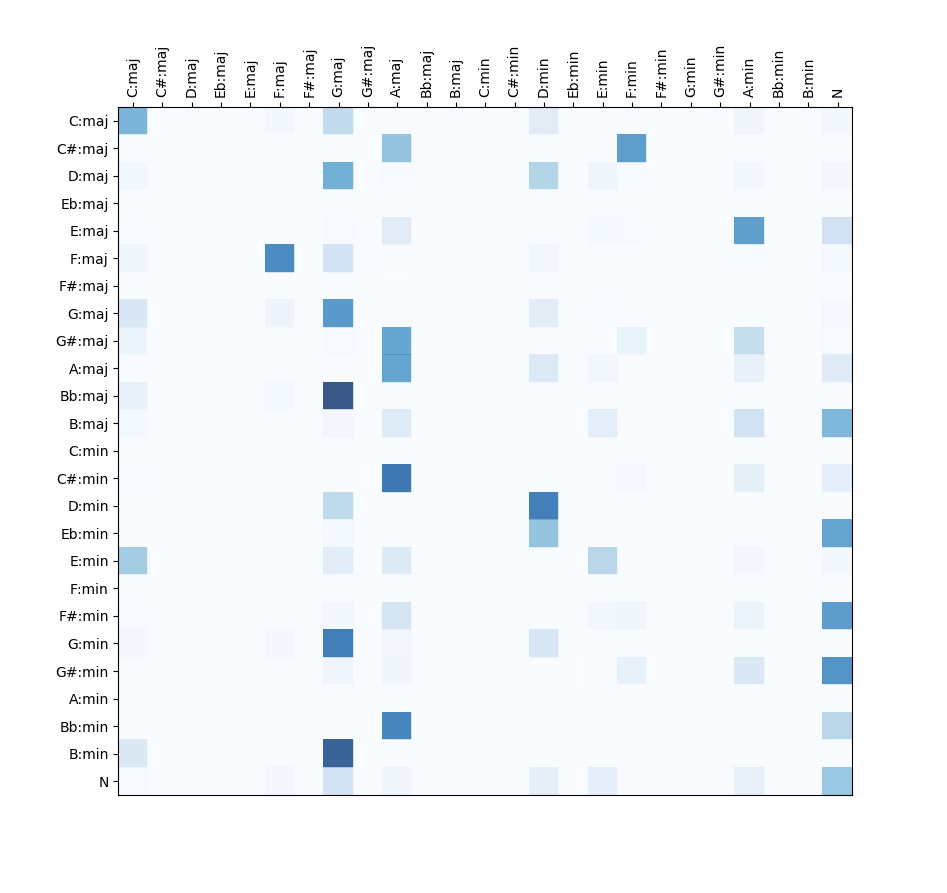 C:maj
C#:maj
D:maj
Eb:maj
E:maj
F:maj
F#:maj
G:maj
G#:maj
A:maj
Bb:maj
B:maj
C:min
C#:min
D:min
Eb:min
E:min
F:min
F#:min
G:min
G#:min
A:min
Bb:min
B:min
N
C:maj
C#:maj
D:maj
Eb:maj
E:maj
F:maj
F#:maj
G:maj
G#:maj
A:maj
Bb:maj
B:maj
C:min
C#:min
D:min
Eb:min
E:min
F:min
F#:min
G:min
G#:min
A:min
Bb:min
B:min
N